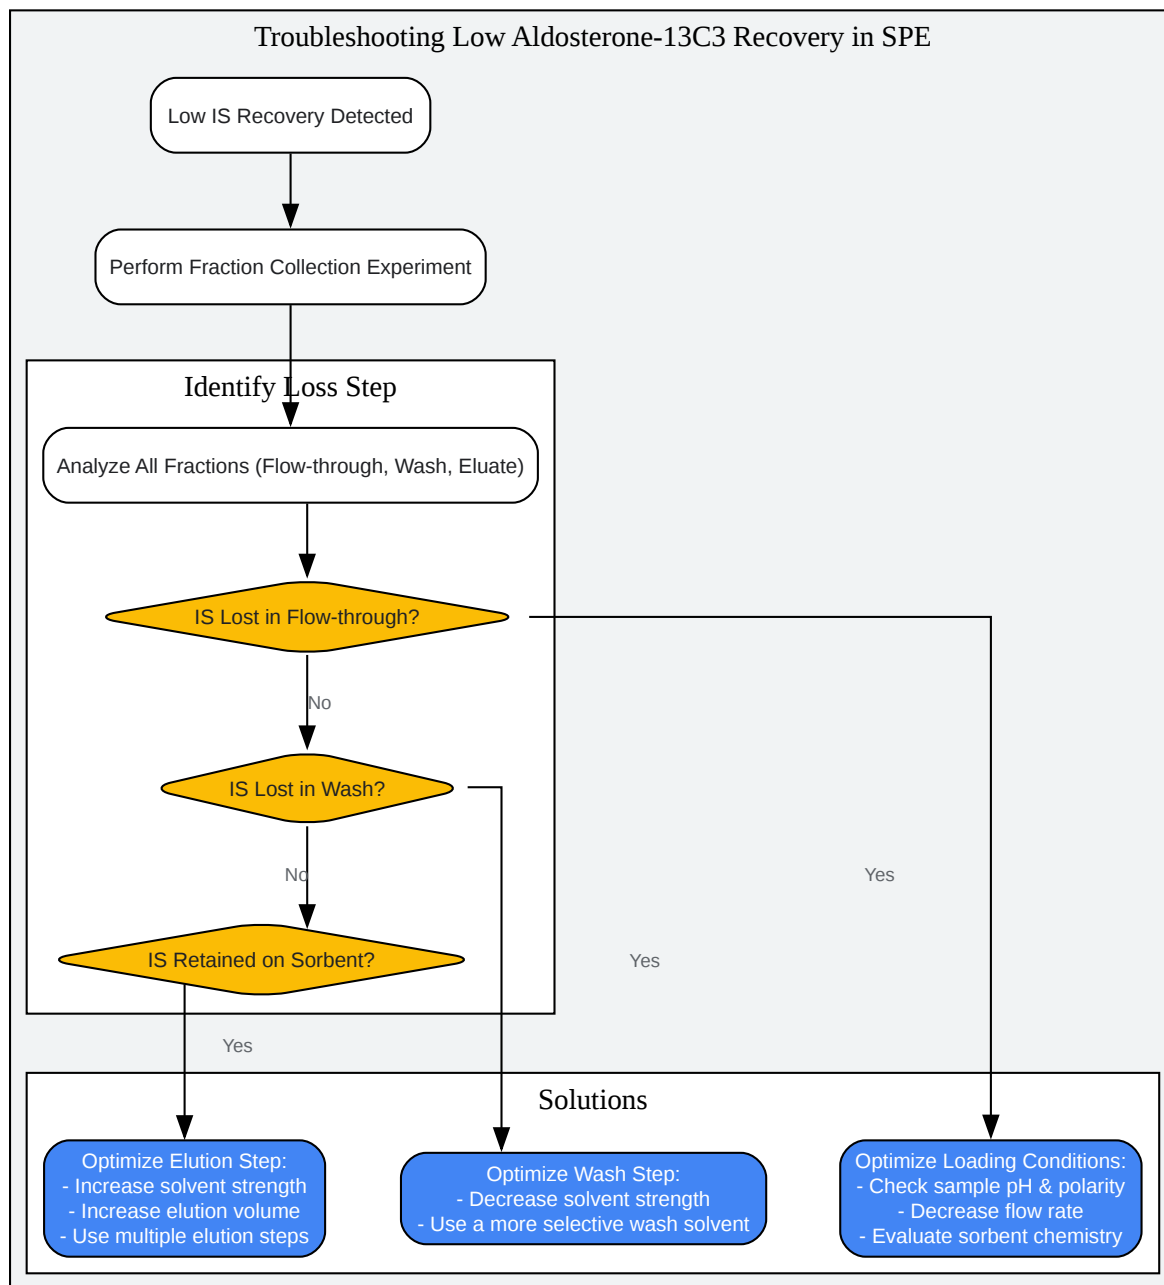 Troubleshooting Low Aldosterone-13C3 Recovery in SPE
Low IS Recovery Detected
Perform Fraction Collection Experiment
Identify Loss Step
Analyze All Fractions (Flow-through, Wash, Eluate)
IS Lost in Flow-through?
No
IS Lost in Wash?
No
Yes
IS Retained on Sorbent?
Yes
Yes
Solutions
Optimize Elution Step:
- Increase solvent strength
- Increase elution volume
- Use multiple elution steps
Optimize Wash Step:
- Decrease solvent strength
- Use a more selective wash solvent
Optimize Loading Conditions:
- Check sample pH & polarity
- Decrease flow rate
- Evaluate sorbent chemistry